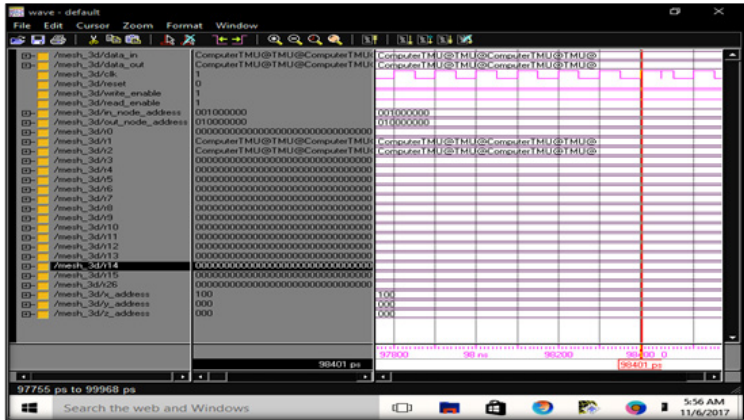 wave - default
File Edit Cursor Zoom Format Window
/mesh_3d/data_in ComputerTMU@TMU@ComputerTMU( ComputerTMU@TMU@ComputerTMU@TMU@
/mesh_3d/data_out ComputerTMU@TMU@ComputerTMU( ComputerTMU@TMU@ComputerTMU@TMU@
/mesh_3d/clk 1
/mesh_3d/reset 0
/mesh_3d/write_enable 1
/mesh_3d/read_enable 1
/mesh_3d/in_node_address 001000000 001000000
/mesh_3d/out_node_address 010000000 010000000
/mesh_3d/r0
/mesh_3d/r1 ComputerTMU@TMU@ComputerTMU( ComputerTMU@TMU@ComputerTMU@TMU@
/mesh_3d/r2 ComputerTMU@TMU@ComputerTMU( ComputerTMU@TMU@ComputerTMU@TMU@
/mesh_3d/r3
/mesh_3d/r4
/mesh_3d/r5
/mesh_3d/r6
/mesh_3d/r7
/mesh_3d/r8
/mesh_3d/r9
/mesh_3d/r10
/mesh_3d/r11
/mesh_3d/r12
/mesh_3d/r13
/mesh_3d/r14
/mesh_3d/r15
/mesh_3d/r26
/mesh_3d/x_address 100 100
/mesh_3d/y_address 000 000
/mesh_3d/z_address 000 000
97800 98 ns 98200
98401 ps 98401 ps
97755 ps to 99968 ps
Search the web and Windows 5:56 AM
11/6/2017